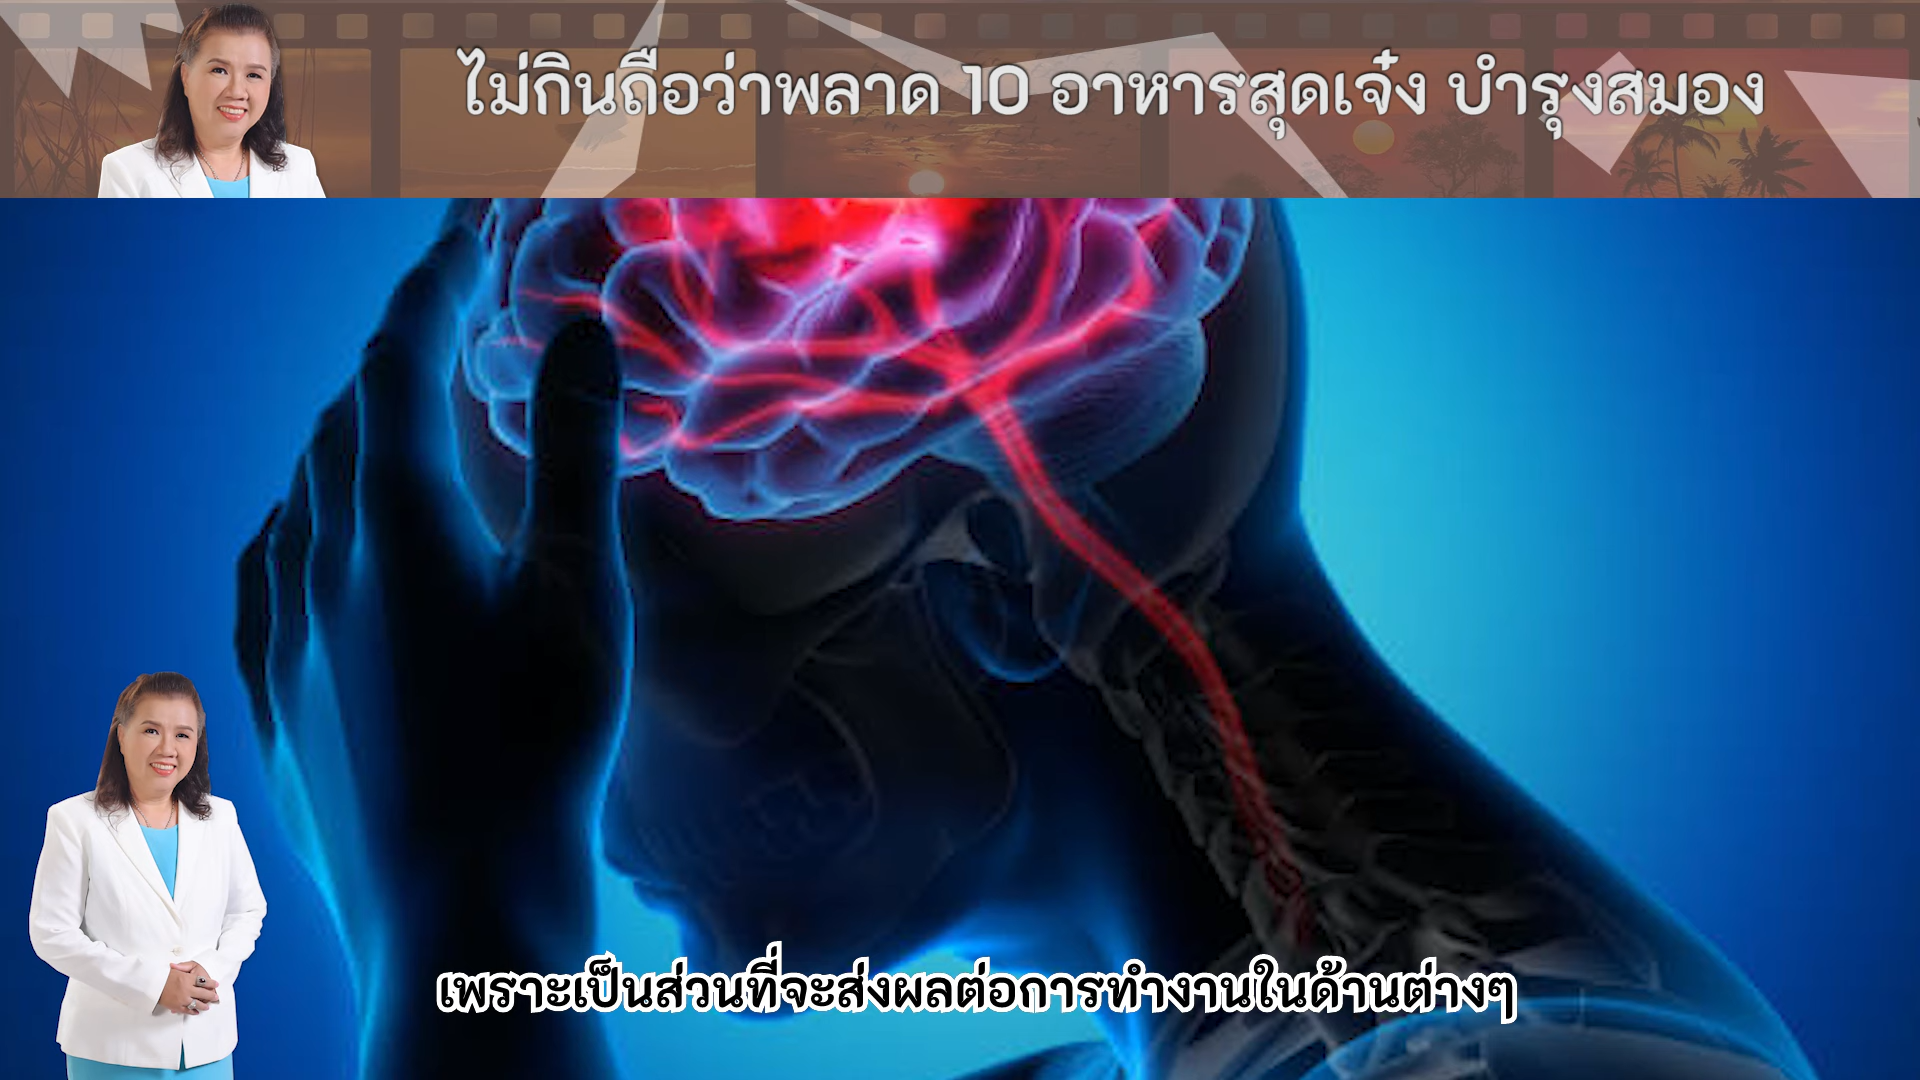 ไม่กินถือว่าพลาด 10 อาหารสุดเจ๋ง บำรุงสมอง
เพราะเป็นส่วนที่จะส่งผลต่อการทำงานในด้านต่างๆ